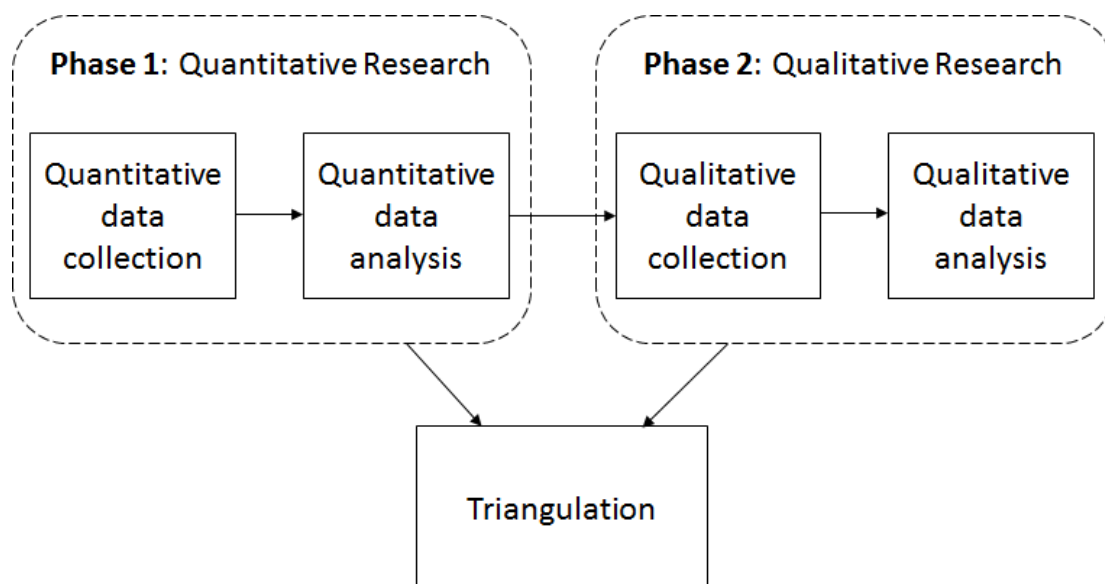 Phase 1: Quantitative Research
Quantitative
data
collection
Quantitative
data
analysis
Phase 2: Qualitative Research
Qualitative
data
collection
Qualitative
data
analysis
Triangulation